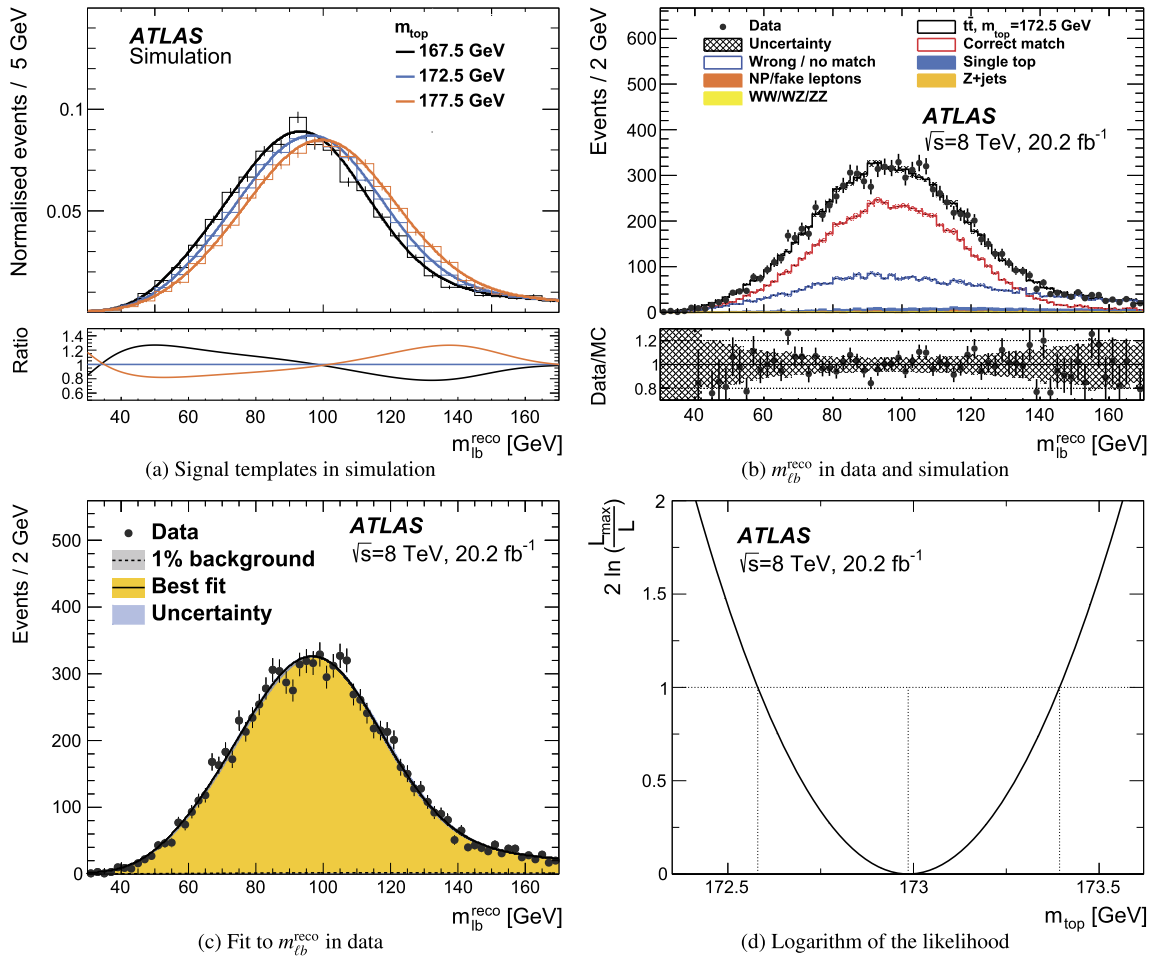 ATLAS
Simulation
m_top
167.5 GeV
172.5 GeV
177.5 GeV
Normalised events / 5 GeV
0.1
0.05
Ratio
1.4
1.2
1
0.8
0.6
40 60 80 100 120 140 160
m_lb^reco [GeV]
(a) Signal templates in simulation
Data
Uncertainty
Wrong / no match
NP/fake leptons
WW/WZ/ZZ
tt̄, m_top=172.5 GeV
Correct match
Single top
Z+jets
ATLAS
√s=8 TeV, 20.2 fb⁻¹
Events / 2 GeV
600
500
400
300
200
100
0
Data/MC
1.2
1
0.8
40 60 80 100 120 140 160
m_lb^reco [GeV]
(b) m_ℓb^reco in data and simulation
Data
1% background
Best fit
Uncertainty
ATLAS
√s=8 TeV, 20.2 fb⁻¹
Events / 2 GeV
500
400
300
200
100
0
40 60 80 100 120 140 160
m_lb^reco [GeV]
(c) Fit to m_ℓb^reco in data
ATLAS
√s=8 TeV, 20.2 fb⁻¹
2 ln (L_max/L)
2
1.5
1
0.5
0
172.5 173 173.5
m_top [GeV]
(d) Logarithm of the likelihood